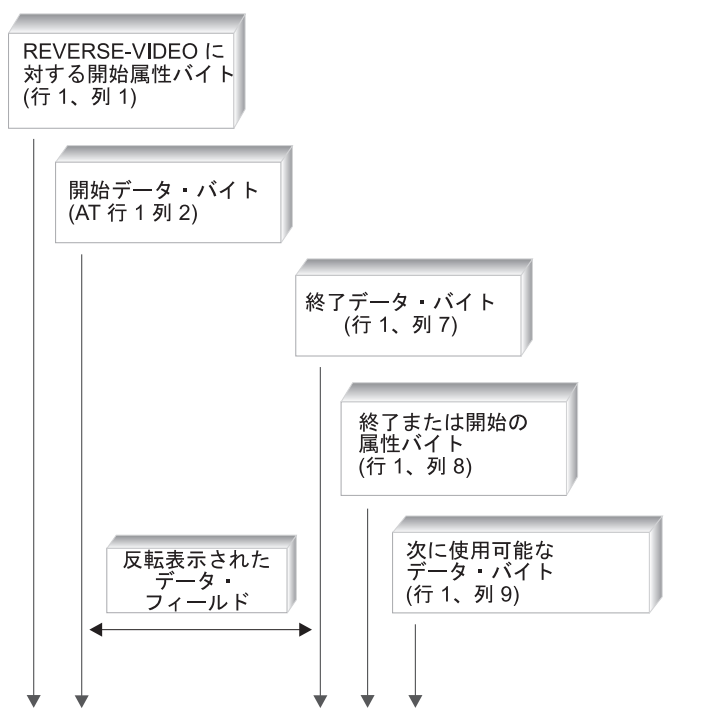 REVERSE-VIDEO に
対する開始属性バイト
(行 1、列 1)
開始データ・バイト
(AT 行 1 列 2)
終了データ・バイト
(行 1、列 7)
終了または開始の
属性バイト
(行 1、列 8)
反転表示された
データ・
フィールド
次に使用可能な
データ・バイト
(行 1、列 9)